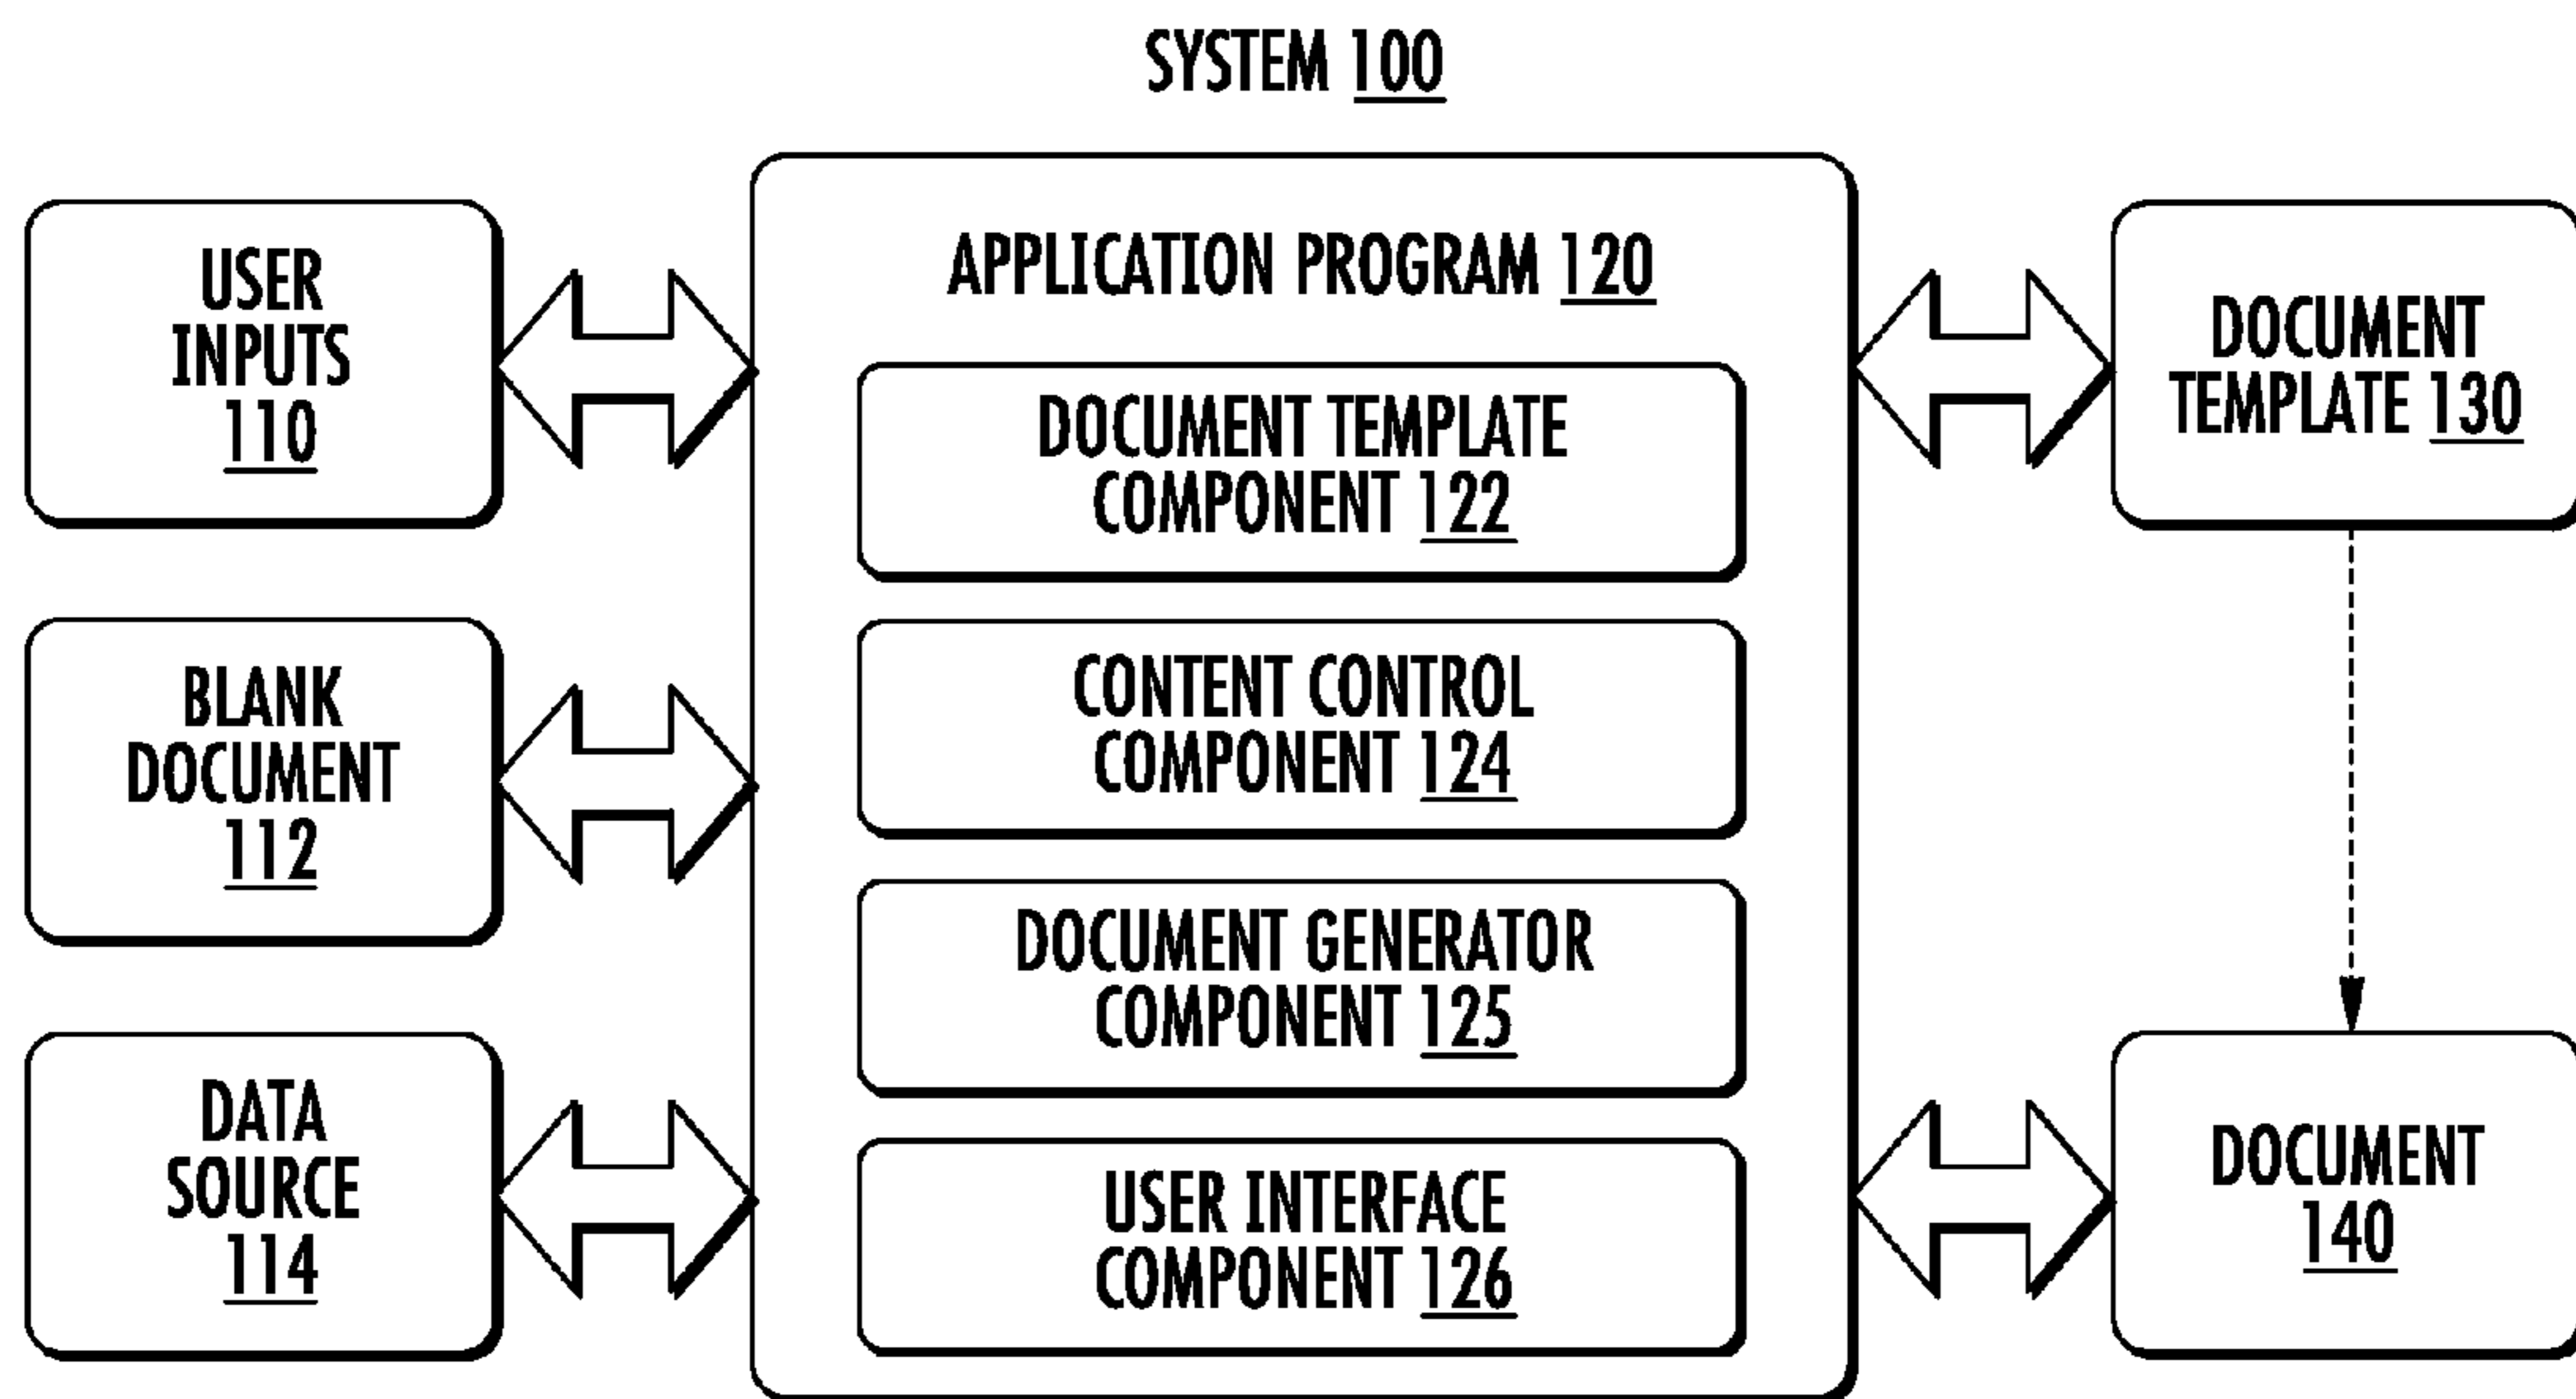 SYSTEM 100
USER
INPUTS
110
BLANK
DOCUMENT
112
DATA
SOURCE
114
APPLICATION PROGRAM 120
DOCUMENT TEMPLATE
COMPONENT 122
CONTENT CONTROL
COMPONENT 124
DOCUMENT GENERATOR
COMPONENT 125
USER INTERFACE
COMPONENT 126
DOCUMENT
TEMPLATE 130
DOCUMENT
140